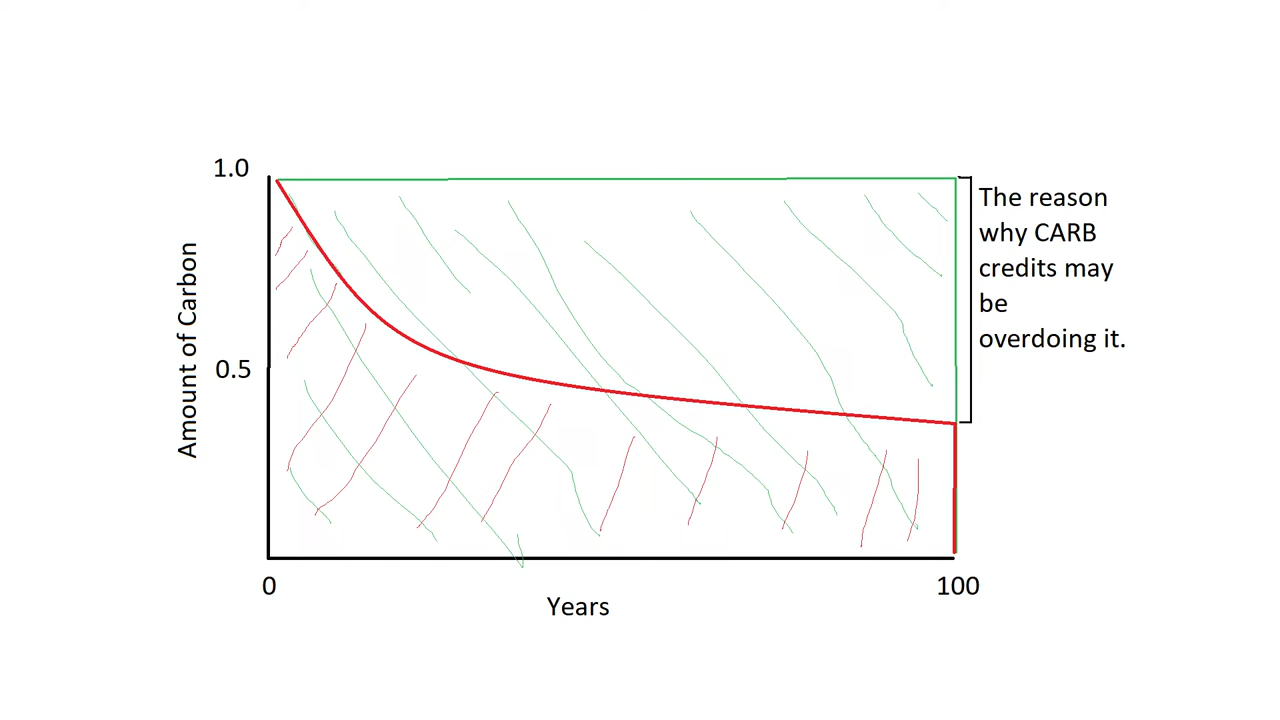 1.0
The reason
why CARB
credits may
be
overdoing it.
Amount of Carbon
0.5
0
100
Years